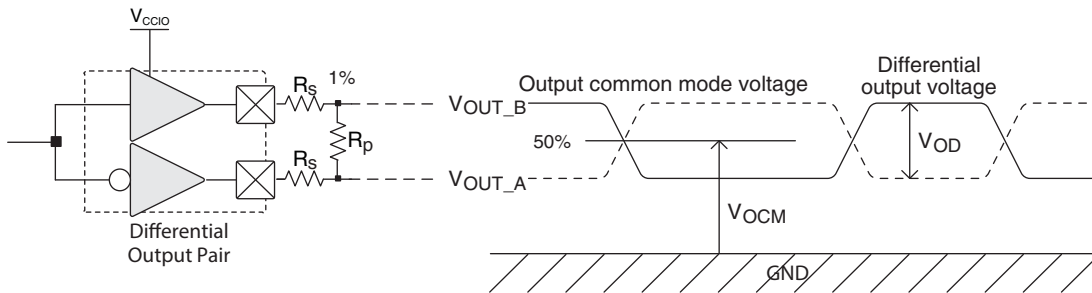 VCCIO
RS
1%
RP
RS
Differential
Output Pair
VOUT_B
VOUT_A
Output common mode voltage
50%
VOCM
Differential
output voltage
VOD
GND